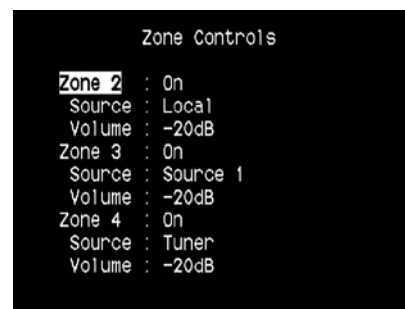 Zone Controls
Zone 2 : On
Source : Local
Volume : -20dB
Zone 3 : On
Source : Source 1
Volume : -20dB
Zone 4 : On
Source : Tuner
Volume : -20dB